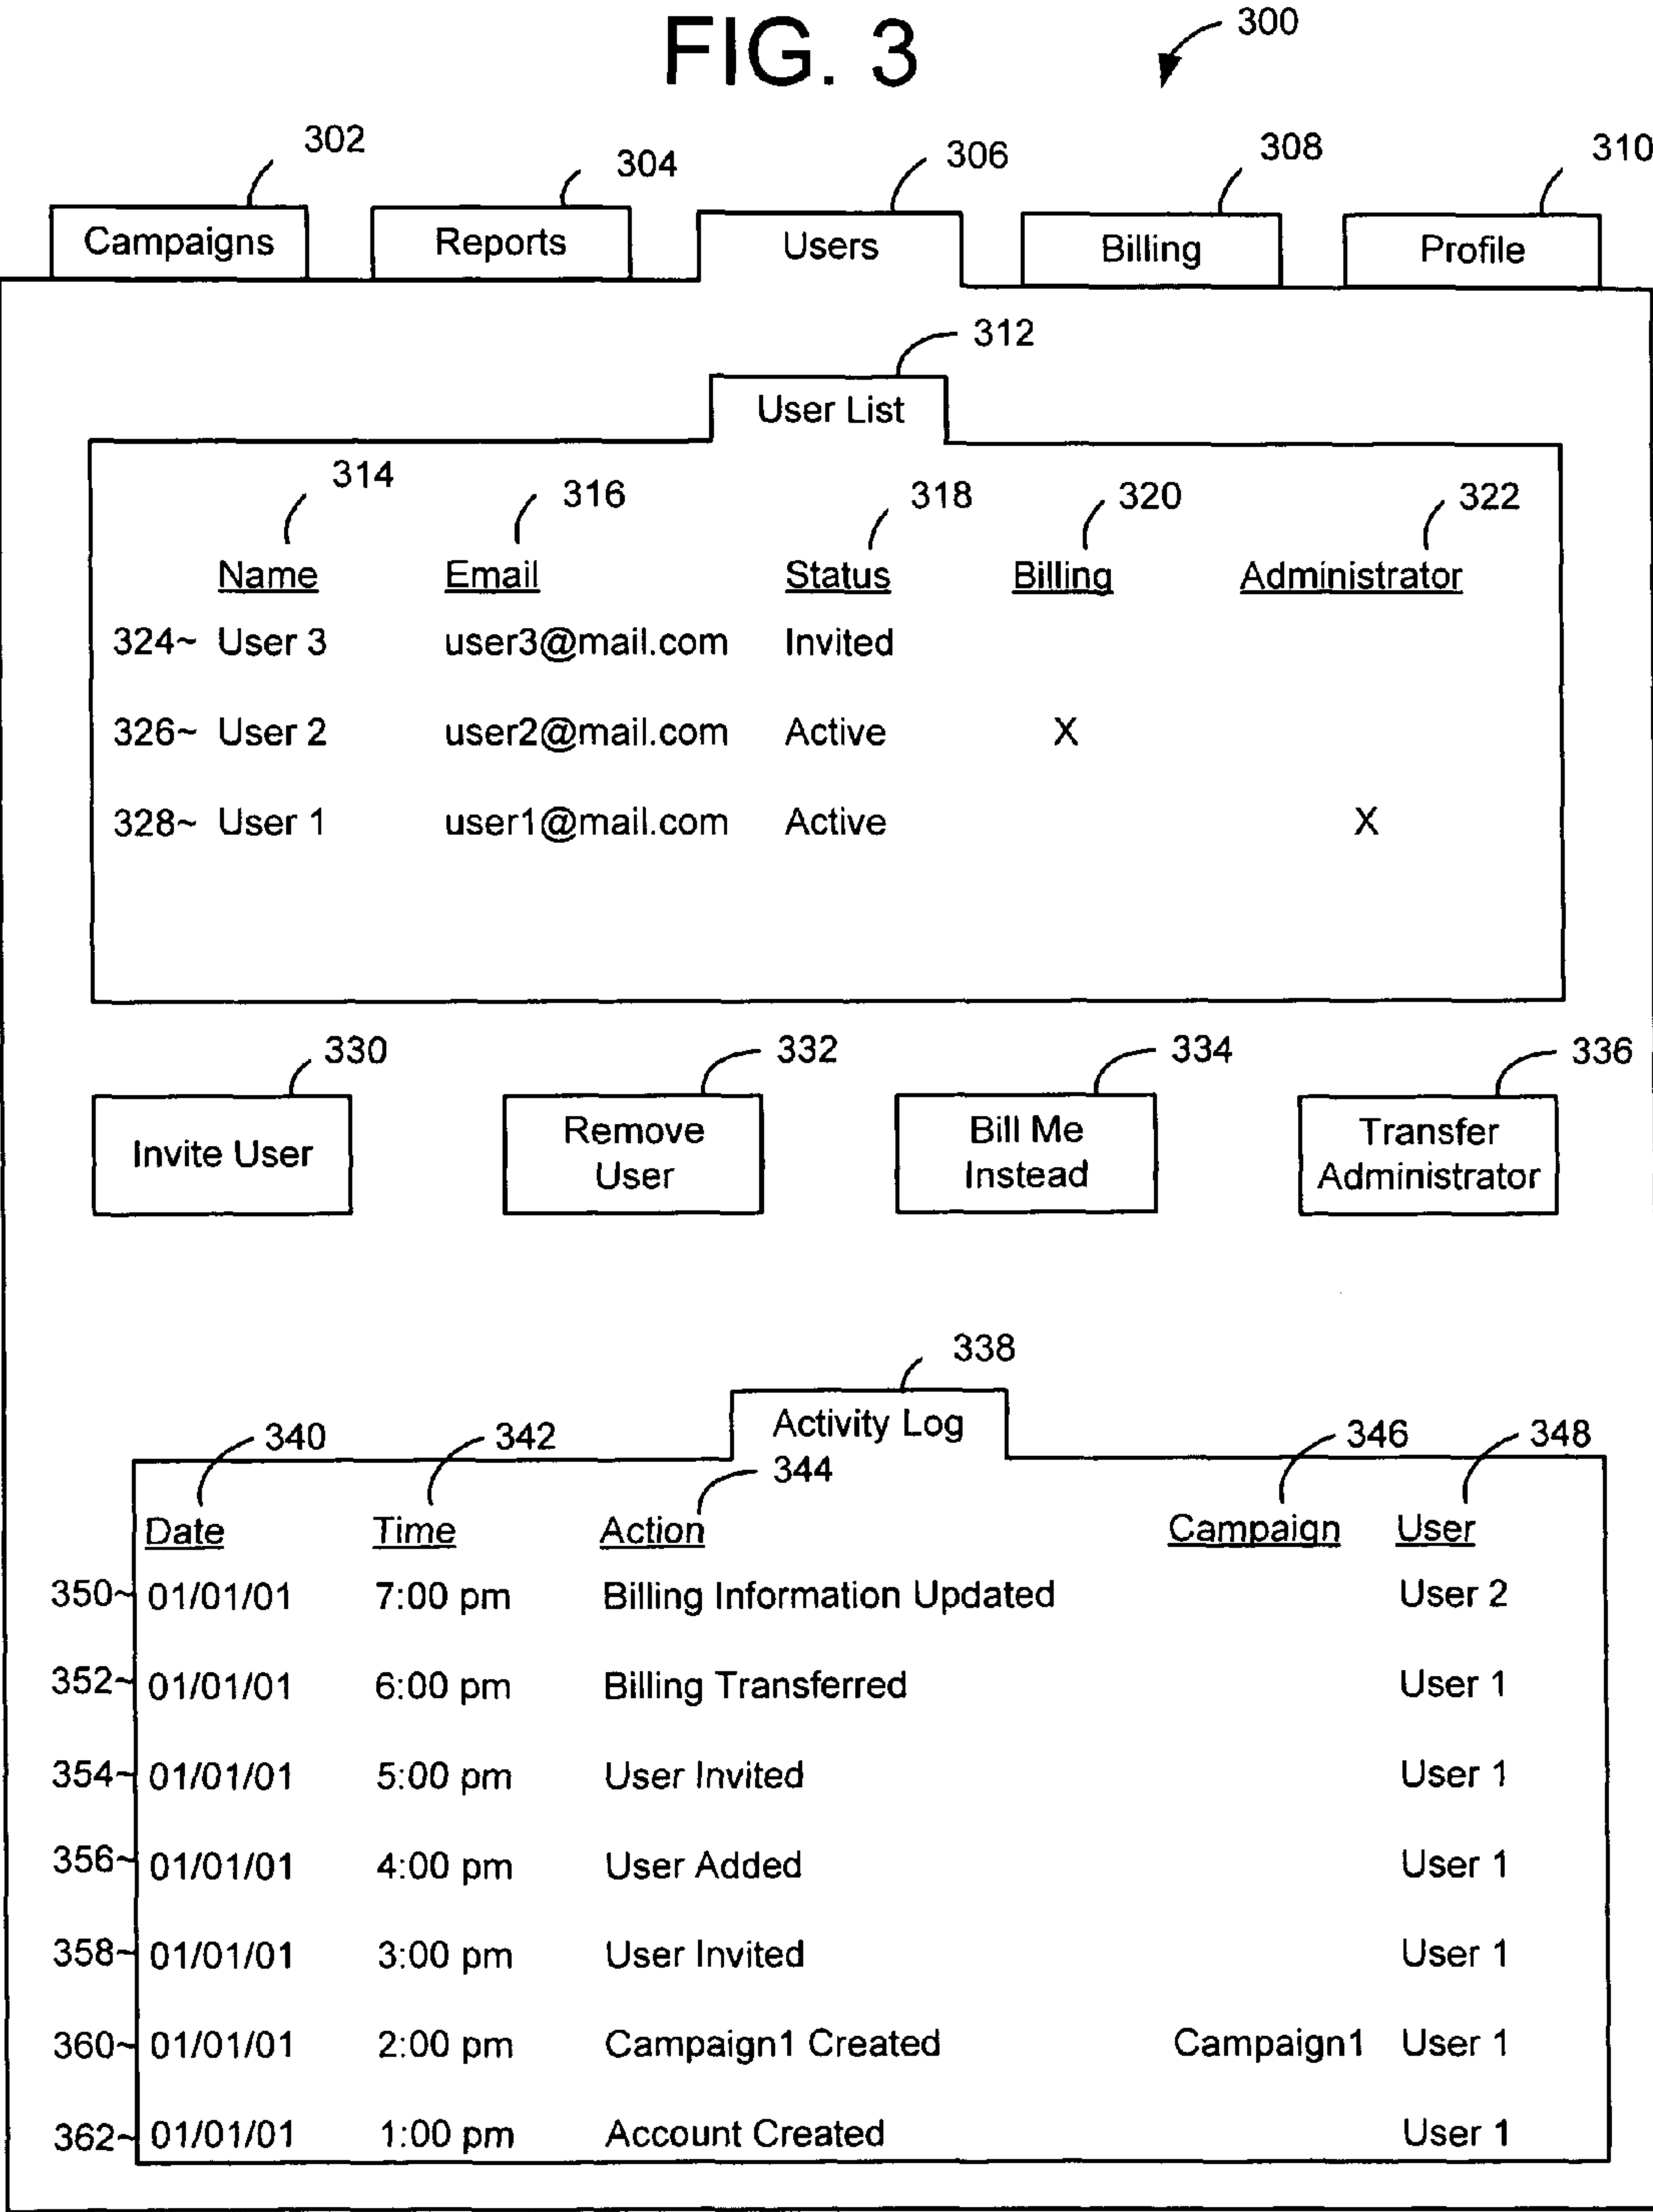 FIG. 3
300
302 304 306 308 310
Campaigns Reports Users Billing Profile
312
User List
314 316 318 320 322
Name Email Status Billing Administrator
324~ User 3 user3@mail.com Invited
326~ User 2 user2@mail.com Active X
328~ User 1 user1@mail.com Active X
330 332 334 336
Invite User
Remove
User
Bill Me
Instead
Transfer
Administrator
338
Activity Log
340 342 344 346 348
Date Time Action Campaign User
350~ 01/01/01 7:00 pm Billing Information Updated User 2
352~ 01/01/01 6:00 pm Billing Transferred User 1
354~ 01/01/01 5:00 pm User Invited User 1
356~ 01/01/01 4:00 pm User Added User 1
358~ 01/01/01 3:00 pm User Invited User 1
360~ 01/01/01 2:00 pm Campaign1 Created Campaign1 User 1
362~ 01/01/01 1:00 pm Account Created User 1